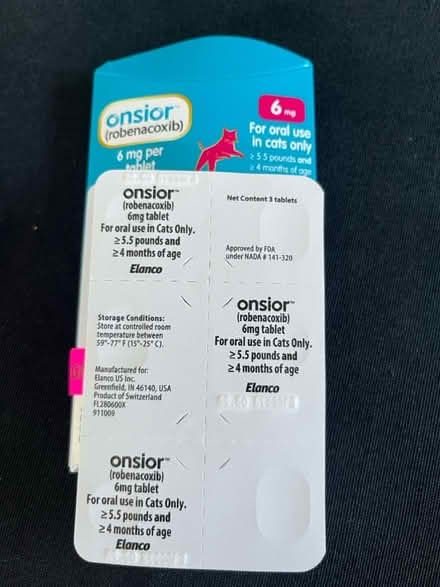 onsior™
(robenacoxib)
6 mg per
tablet
6 mg
For oral use
in cats only
≥ 5.5 pounds and
≥ 4 months of age
onsior™
(robenacoxib)
6mg tablet
For oral use in Cats Only.
≥5.5 pounds and
≥4 months of age
Elanco
Net Content 3 tablets
Approved by FDA
under NADA # 141-320
Storage Conditions:
Store at controlled room
temperature between
59°-77° F (15°-25° C).
Manufactured for:
Elanco US Inc.
Greenfield, IN 46140, USA
Product of Switzerland
FL280600X
911009
onsior™
(robenacoxib)
6mg tablet
For oral use in Cats Only.
≥5.5 pounds and
≥4 months of age
Elanco
onsior™
(robenacoxib)
6mg tablet
For oral use in Cats Only.
≥5.5 pounds and
≥4 months of age
Elanco